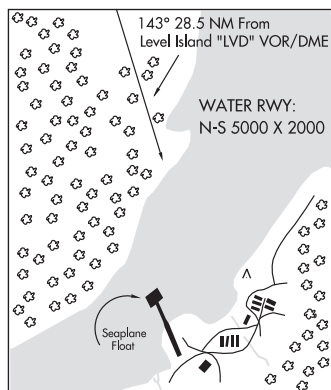 143° 28.5 NM From
Level Island "LVD" VOR/DME
WATER RWY:
N-S 5000 X 2000
Seaplane
Float